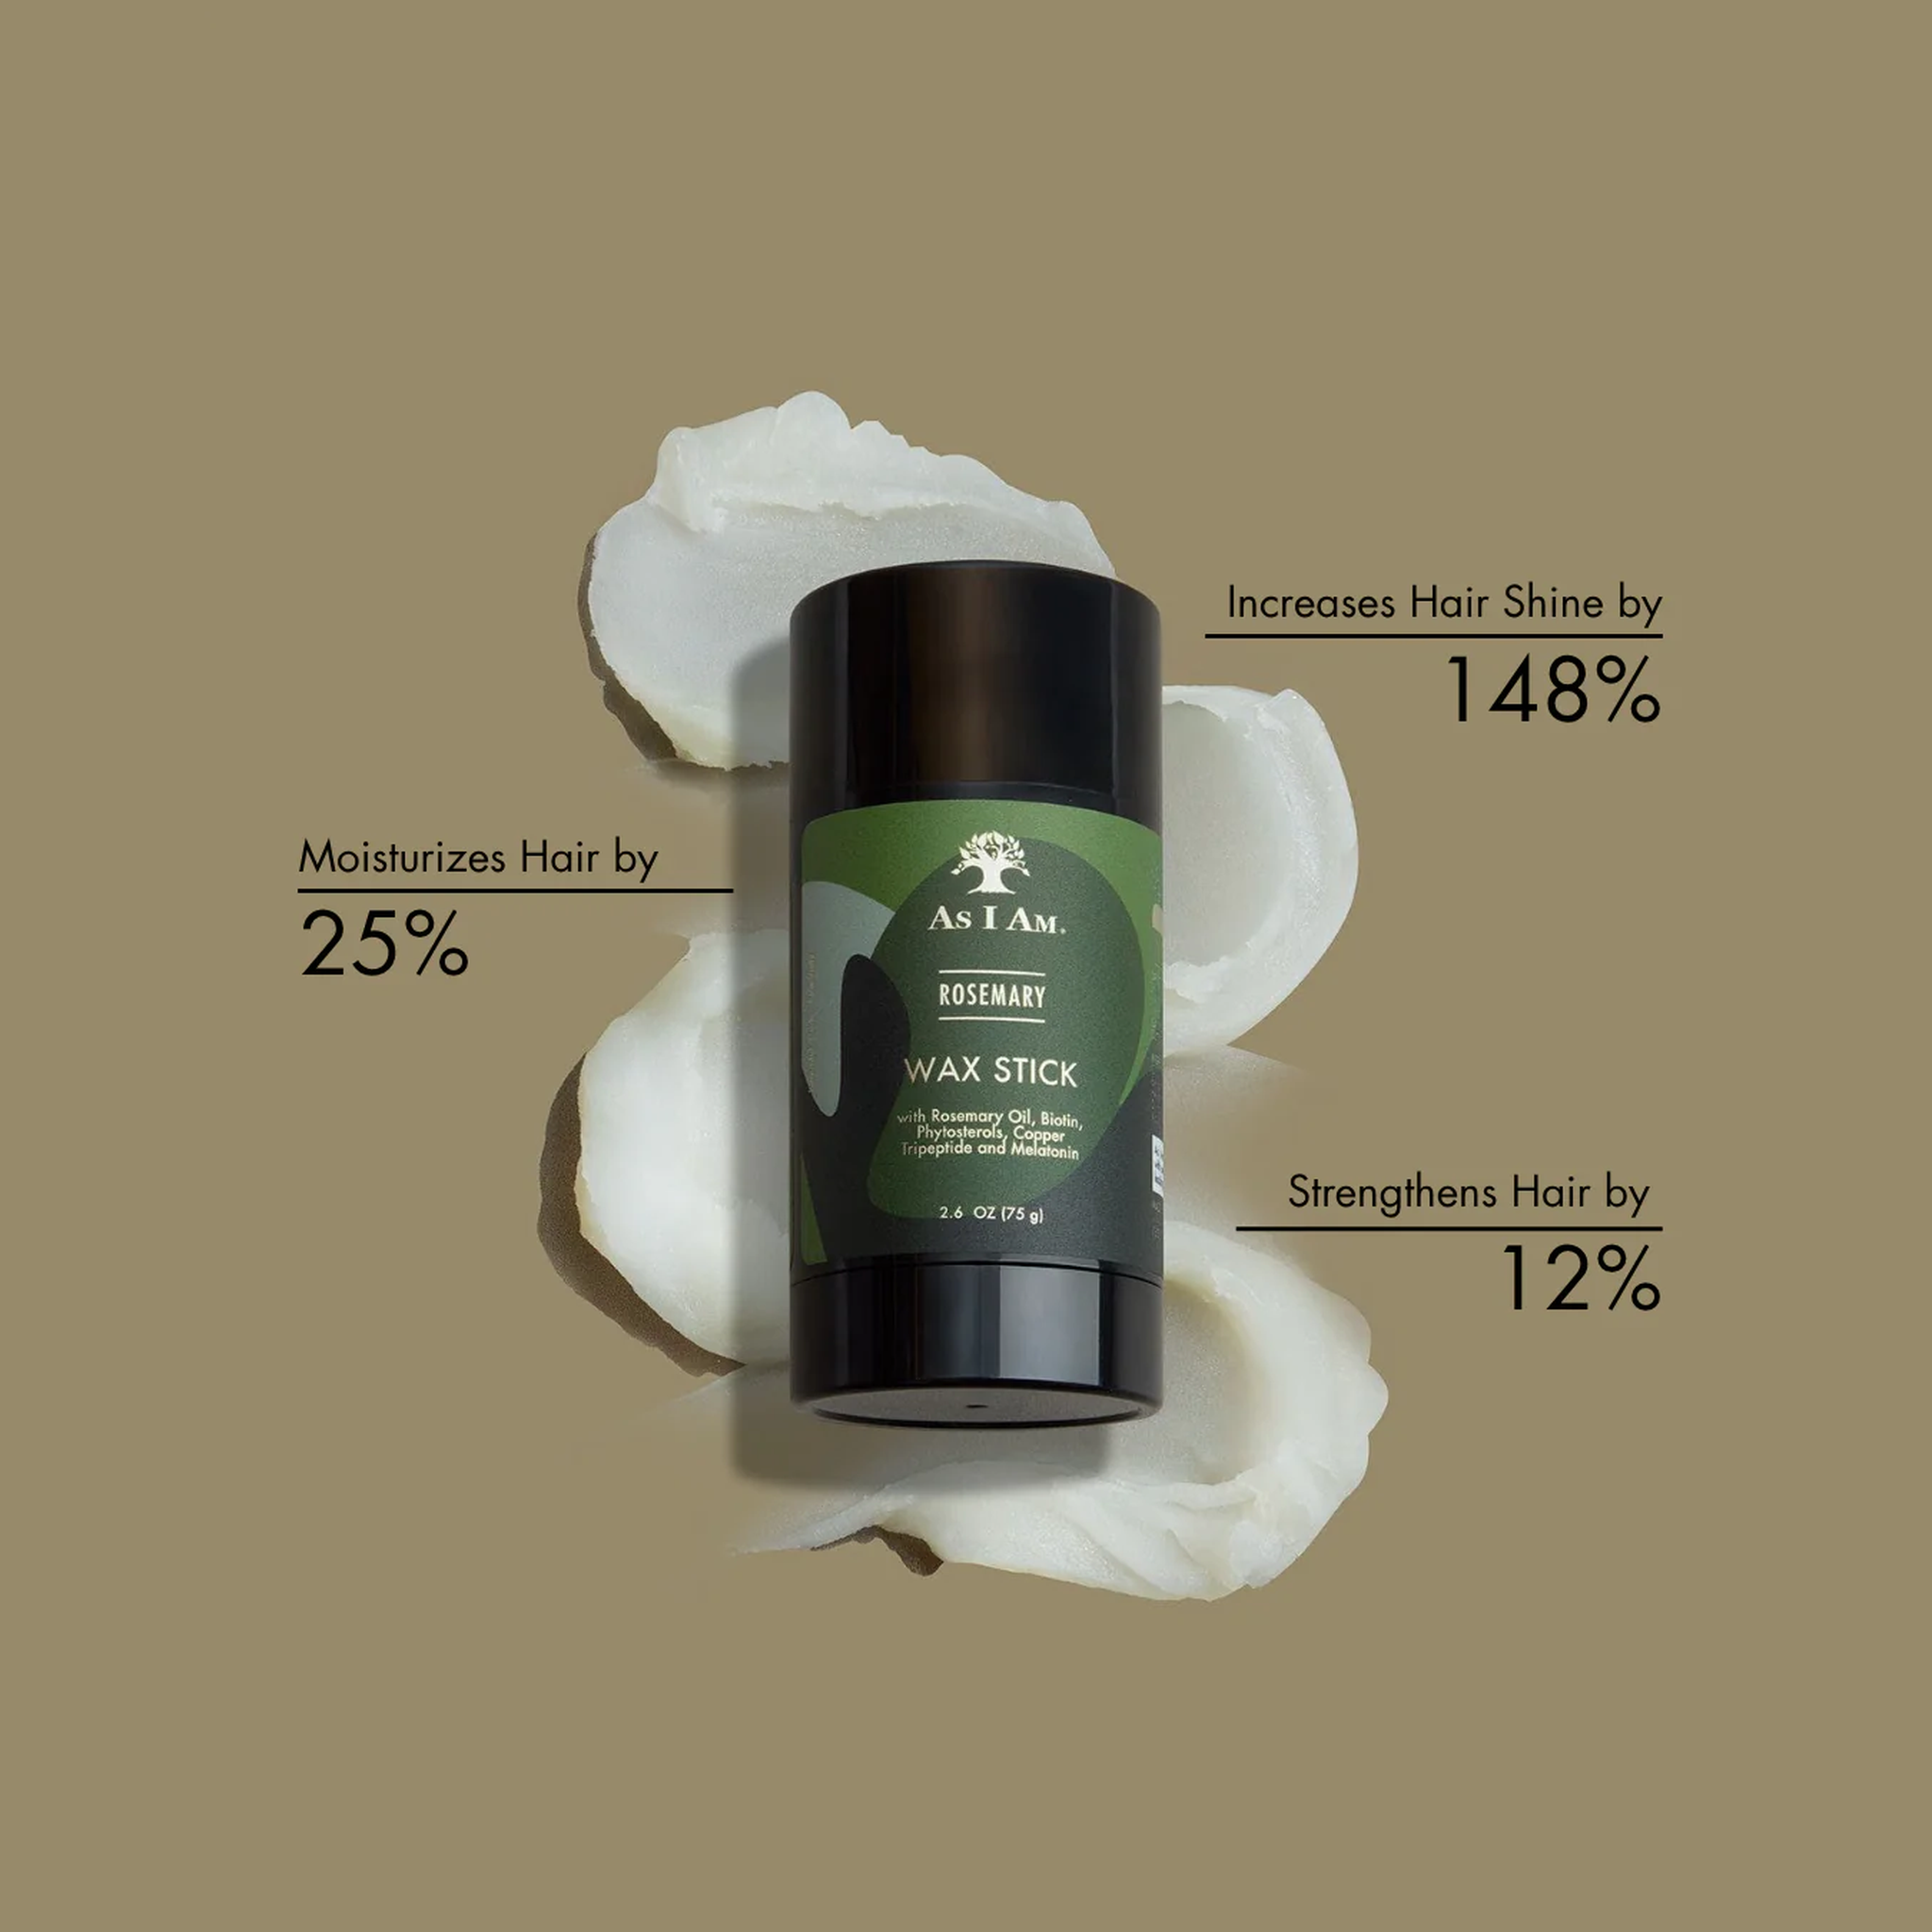 Increases Hair Shine by
148%
Moisturizes Hair by
25%
AS I AM®
ROSEMARY
WAX STICK
with Rosemary Oil, Biotin,
Phytosterols, Copper
Tripeptide and Melatonin
2.6 OZ (75 g)
Strengthens Hair by
12%